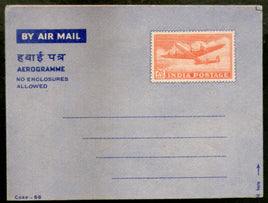 BY AIR MAIL
हवाई पत्र
AEROGRAMME
NO ENCLOSURES
ALLOWED
INDIA POSTAGE